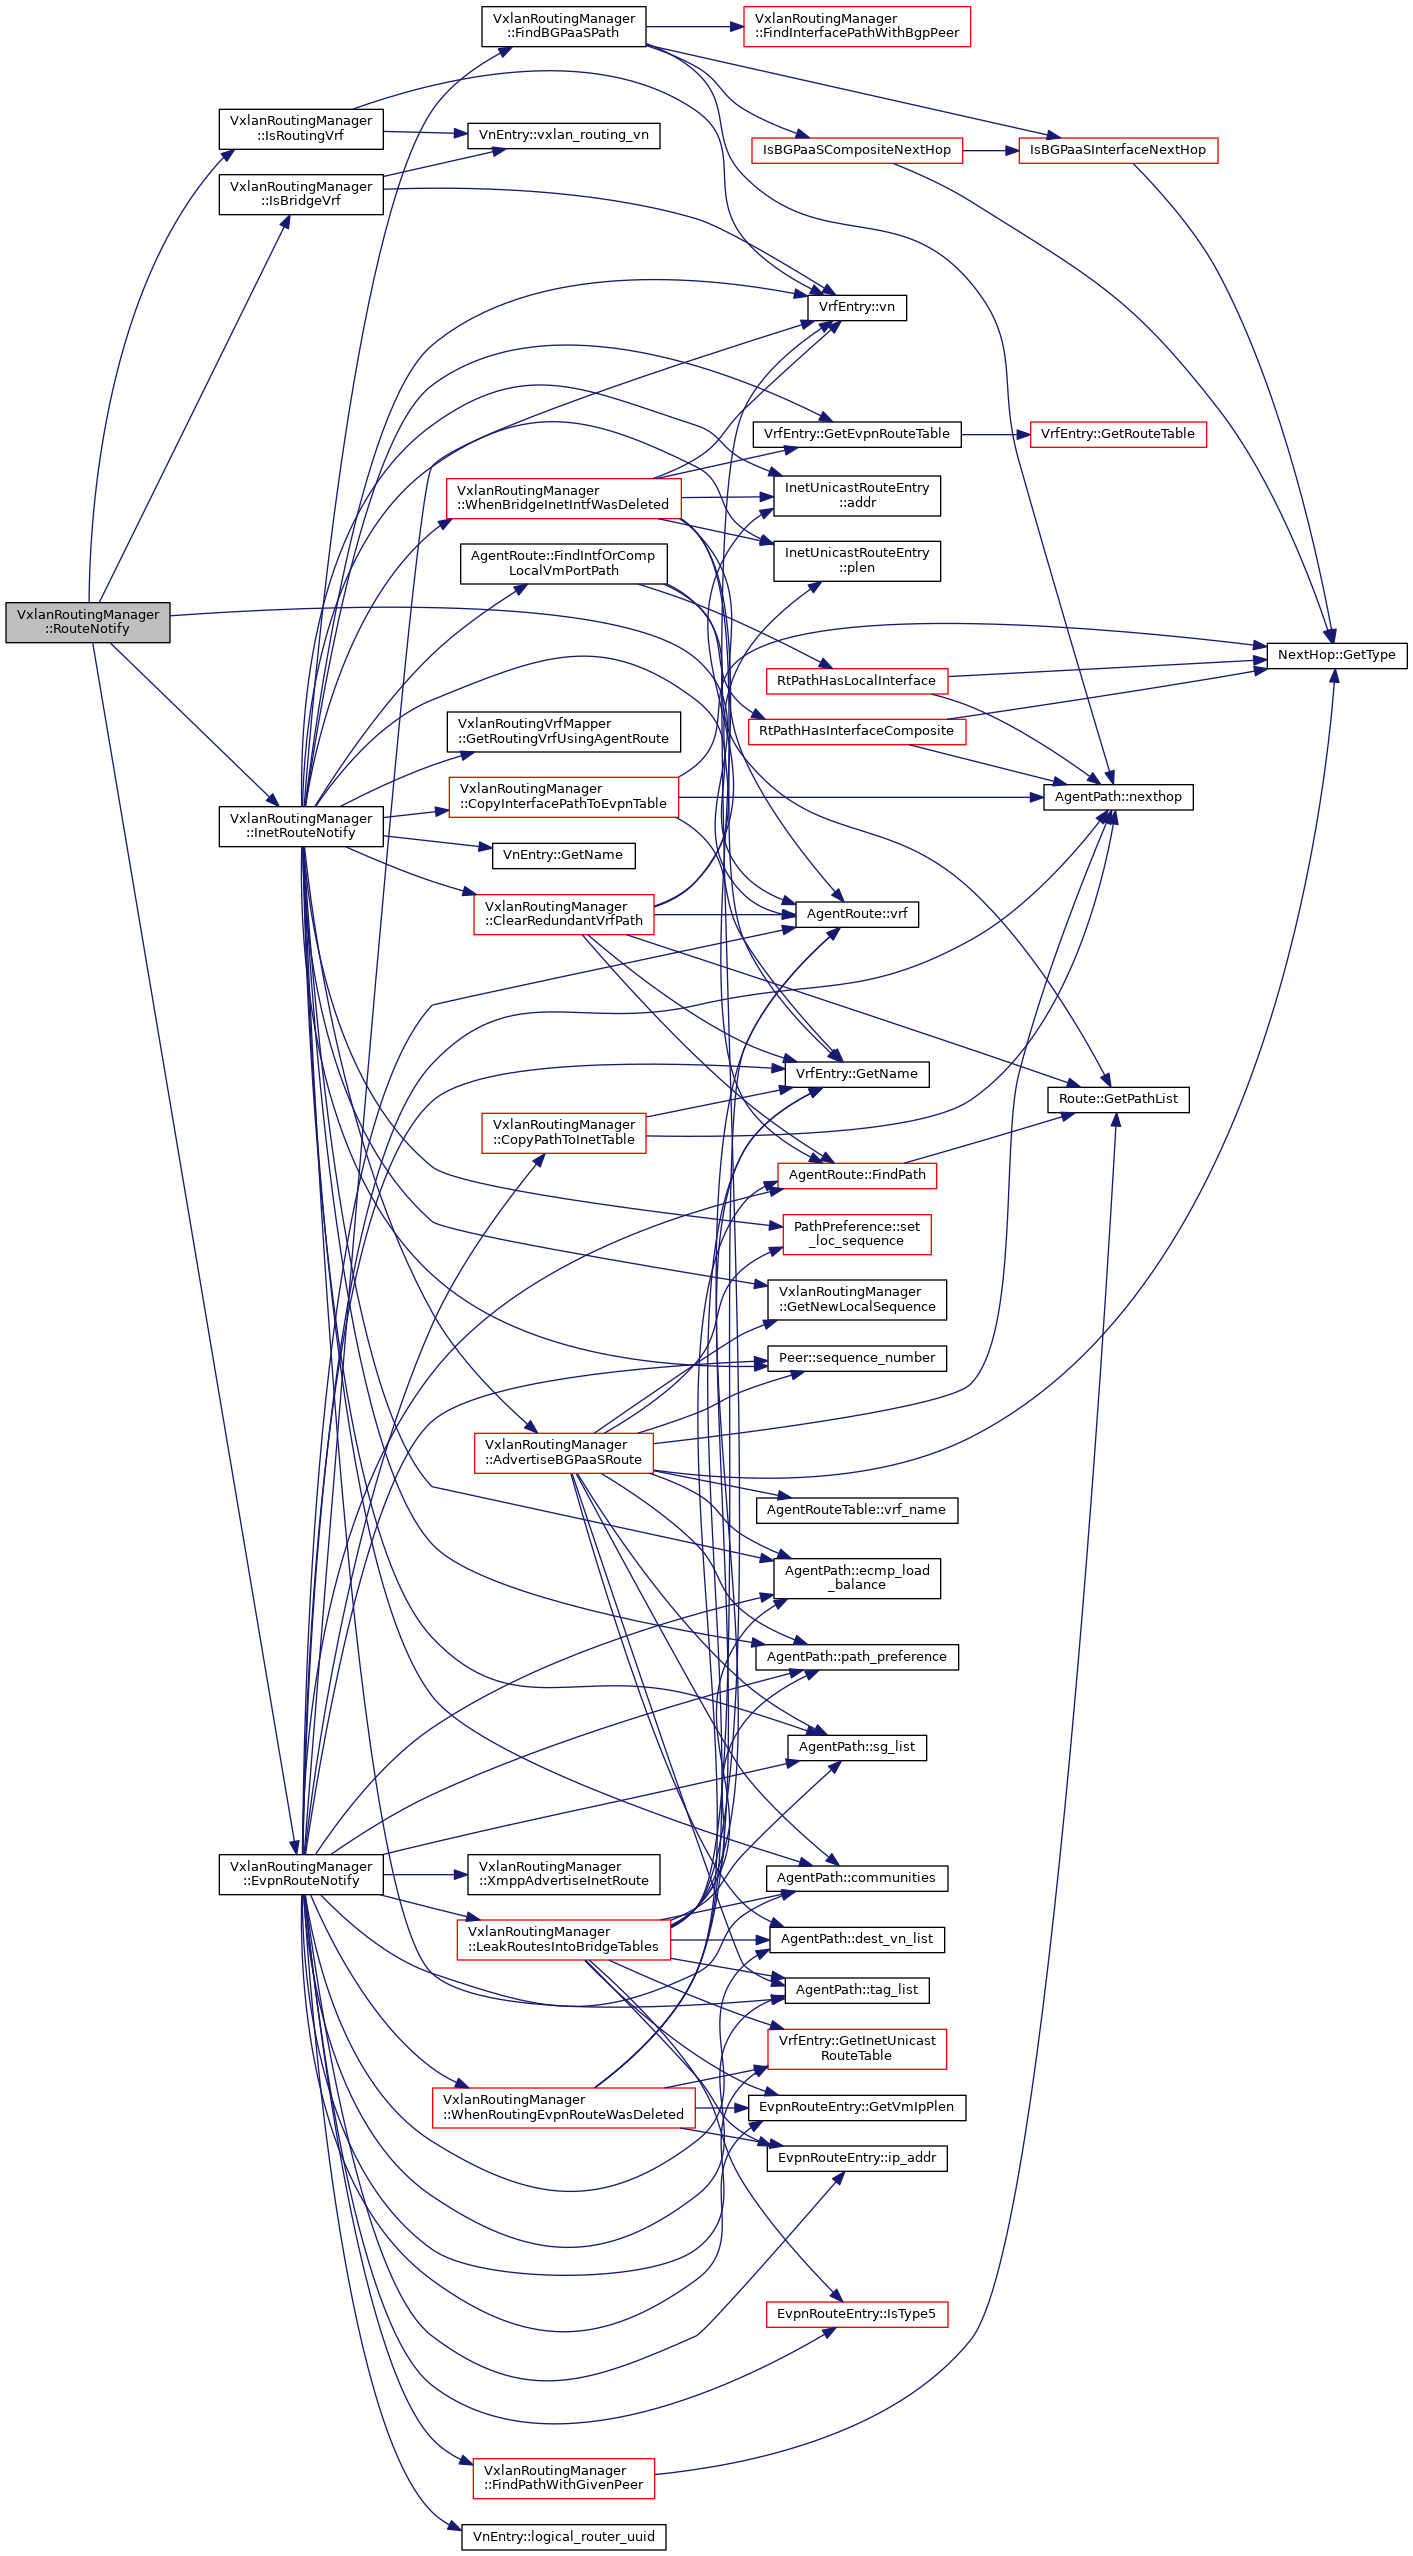 VxlanRoutingManager
::FindBGPaaSPath
VxlanRoutingManager
::FindInterfacePathWithBgpPeer
VxlanRoutingManager
::IsRoutingVrf
VnEntry::vxlan_routing_vn
IsBGPaaSCompositeNextHop
IsBGPaaSInterfaceNextHop
VxlanRoutingManager
::IsBridgeVrf
VrfEntry::vn
VrfEntry::GetEvpnRouteTable
VrfEntry::GetRouteTable
VxlanRoutingManager
::WhenBridgeInetIntfWasDeleted
InetUnicastRouteEntry
::addr
AgentRoute::FindIntfOrComp
LocalVmPortPath
InetUnicastRouteEntry
::plen
VxlanRoutingManager
::RouteNotify
NextHop::GetType
RtPathHasLocalInterface
VxlanRoutingVrfMapper
::GetRoutingVrfUsingAgentRoute
RtPathHasInterfaceComposite
VxlanRoutingManager
::CopyInterfacePathToEvpnTable
AgentPath::nexthop
VxlanRoutingManager
::InetRouteNotify
VnEntry::GetName
VxlanRoutingManager
::ClearRedundantVrfPath
AgentRoute::vrf
VrfEntry::GetName
Route::GetPathList
VxlanRoutingManager
::CopyPathToInetTable
AgentRoute::FindPath
PathPreference::set
_loc_sequence
VxlanRoutingManager
::GetNewLocalSequence
Peer::sequence_number
VxlanRoutingManager
::AdvertiseBGPaaSRoute
AgentRouteTable::vrf_name
AgentPath::ecmp_load
_balance
AgentPath::path_preference
AgentPath::sg_list
VxlanRoutingManager
::EvpnRouteNotify
VxlanRoutingManager
::XmppAdvertiseInetRoute
AgentPath::communities
VxlanRoutingManager
::LeakRoutesIntoBridgeTables
AgentPath::dest_vn_list
AgentPath::tag_list
VrfEntry::GetInetUnicast
RouteTable
VxlanRoutingManager
::WhenRoutingEvpnRouteWasDeleted
EvpnRouteEntry::GetVmIpPlen
EvpnRouteEntry::ip_addr
EvpnRouteEntry::IsType5
VxlanRoutingManager
::FindPathWithGivenPeer
VnEntry::logical_router_uuid